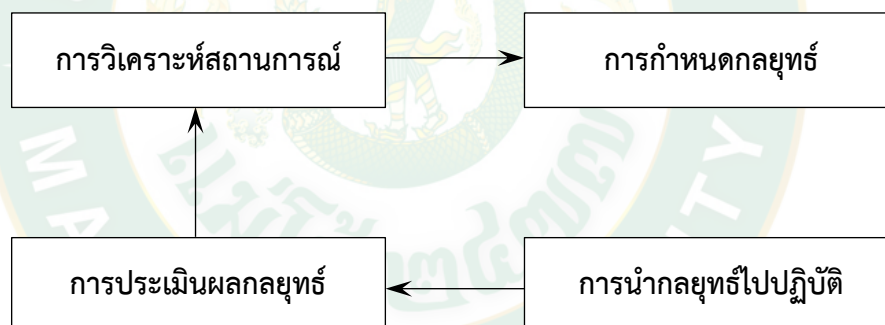 การวิเคราะห์สถานการณ์
การกำหนดกลยุทธ์
การประเมินผลกลยุทธ์
การนำกลยุทธ์ไปปฏิบัติ